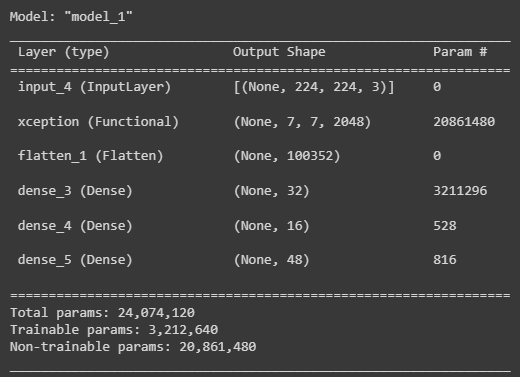 Model: "model_1"
_________________________________________________________________
Layer (type) Output Shape Param #
=================================================================
input_4 (InputLayer) [(None, 224, 224, 3)] 0
xception (Functional) (None, 7, 7, 2048) 20861480
flatten_1 (Flatten) (None, 100352) 0
dense_3 (Dense) (None, 32) 3211296
dense_4 (Dense) (None, 16) 528
dense_5 (Dense) (None, 48) 816
=================================================================
Total params: 24,074,120
Trainable params: 3,212,640
Non-trainable params: 20,861,480
_________________________________________________________________